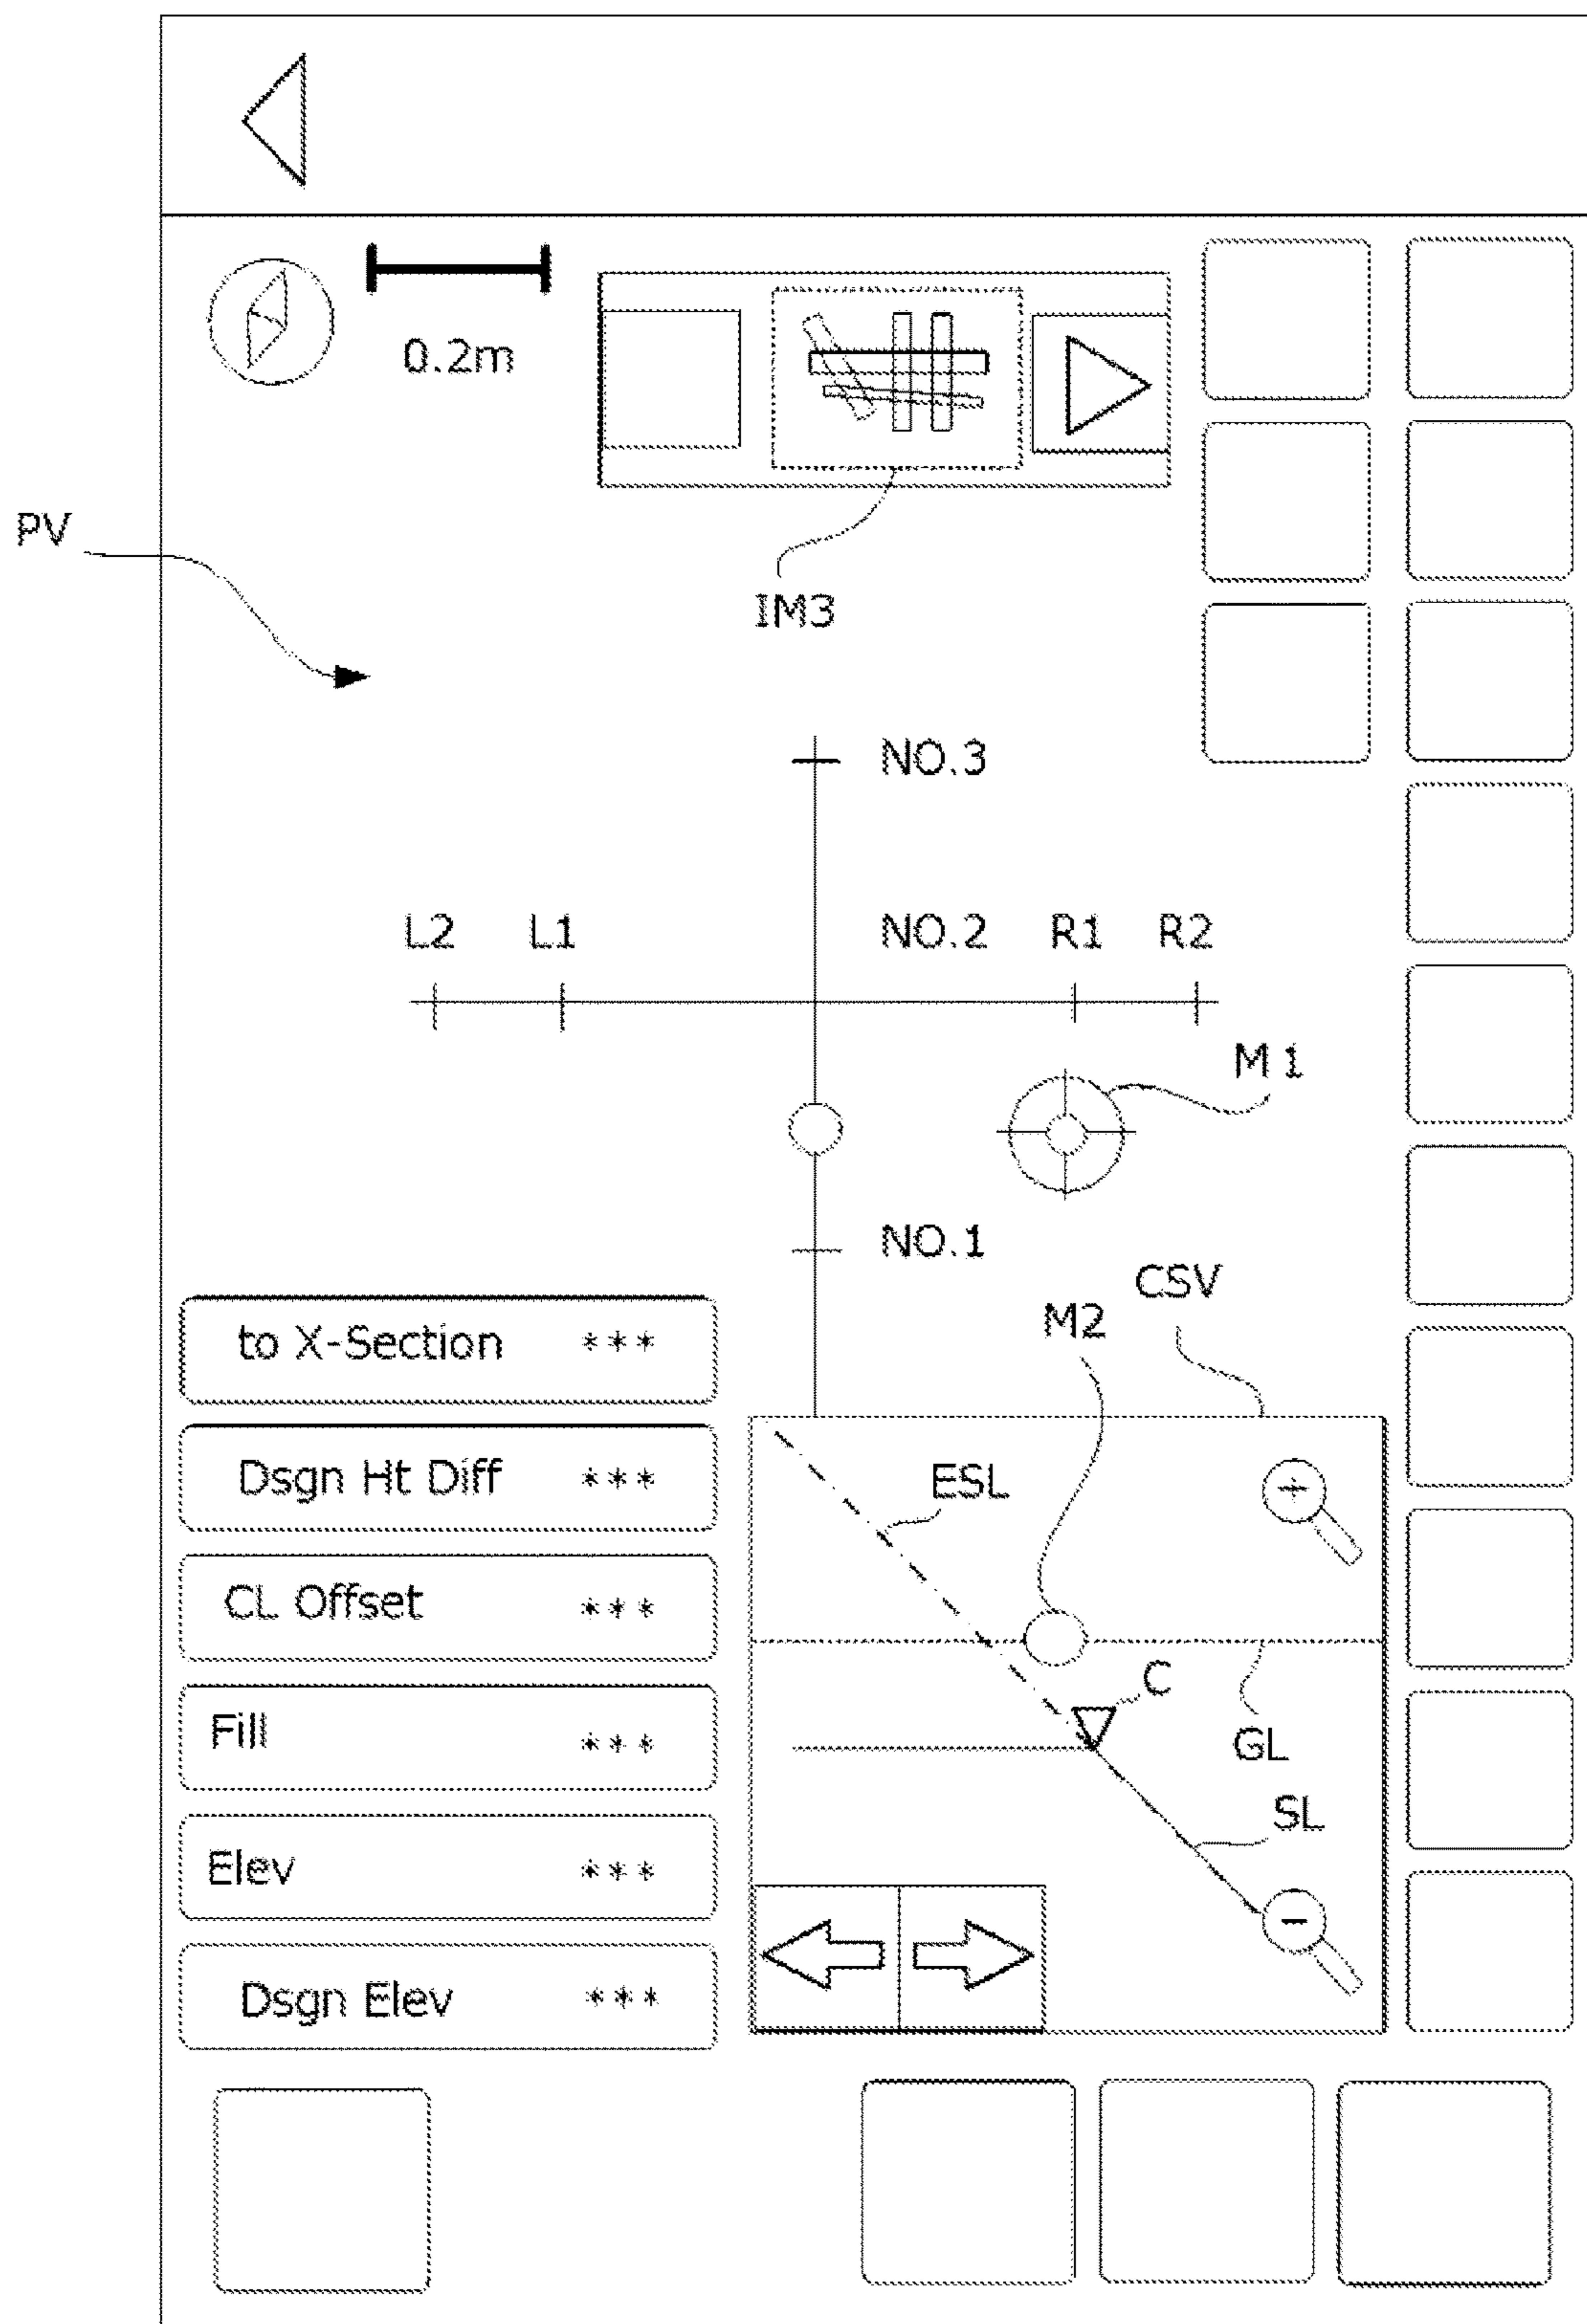 0.2m
PV
IM3
NO.3
L2 L1 NO.2 R1 R2
M1
NO.1
CSV
M2
to X-Section ***
ESL
Dsgn Ht Diff ***
CL Offset ***
C
Fill ***
GL
SL
Elev ***
Dsgn Elev ***